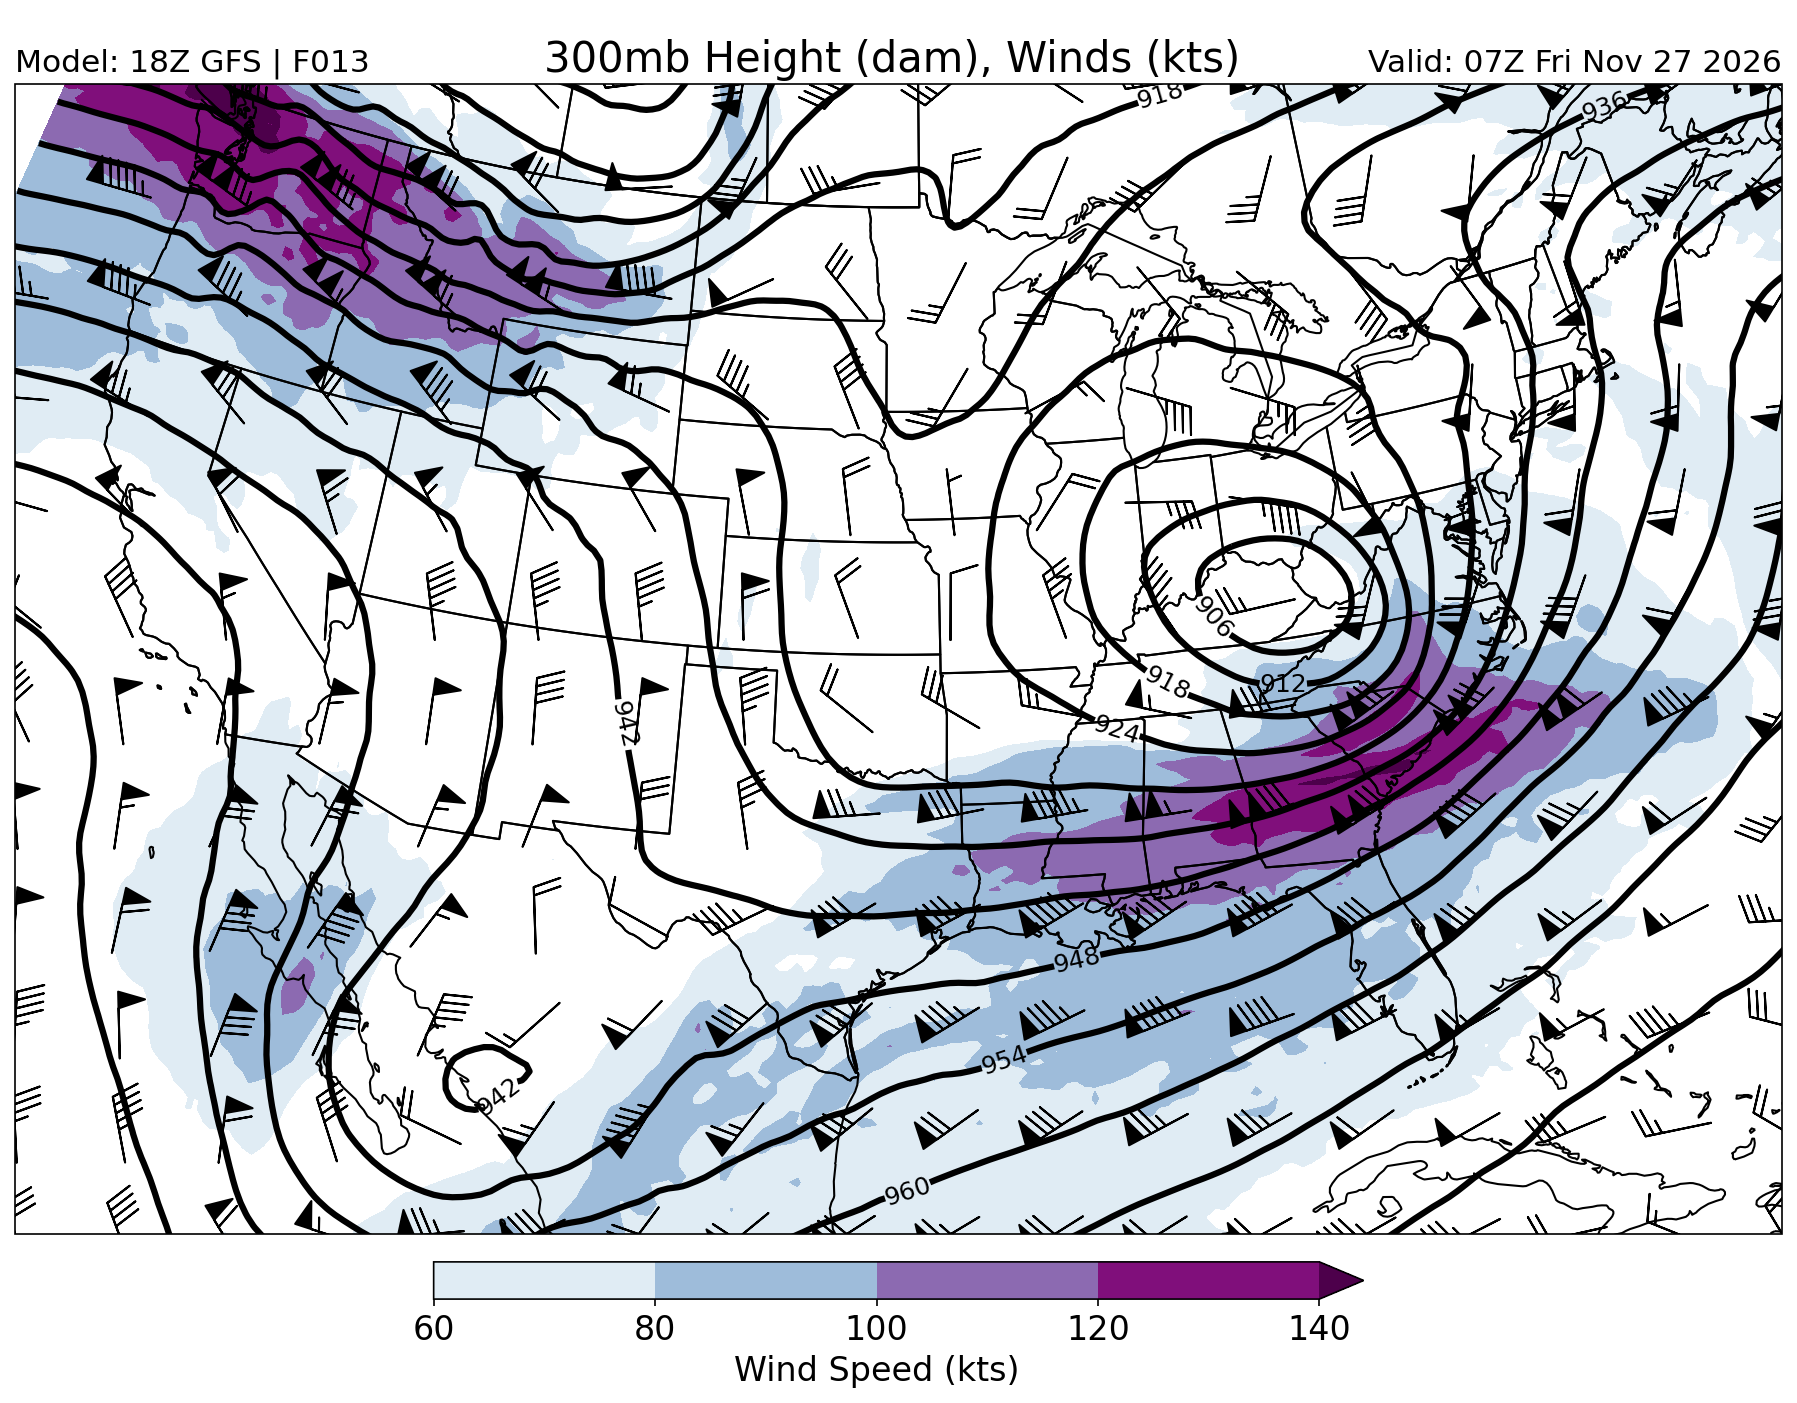 Model: 18Z GFS | F013
300mb Height (dam), Winds (kts)
Valid: 07Z Fri Nov 27 2026
918
936
906
918
912
924
942
948
954
942
960
60 80 100 120 140
Wind Speed (kts)